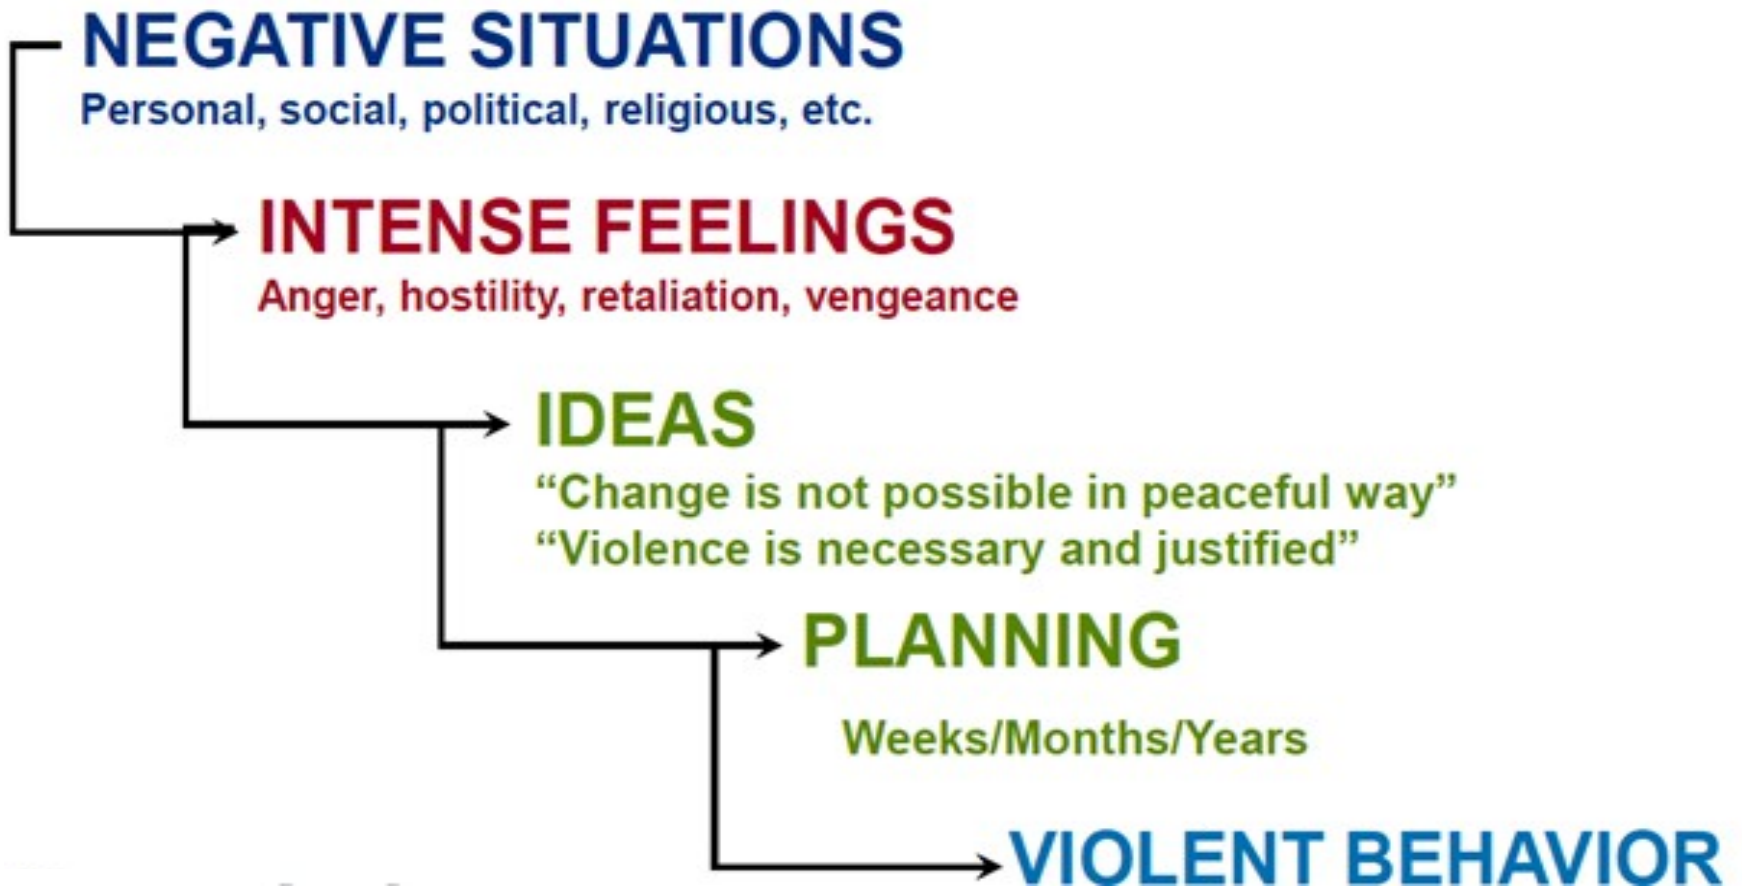 NEGATIVE SITUATIONS
Personal, social, political, religious, etc.
INTENSE FEELINGS
Anger, hostility, retaliation, vengeance
IDEAS
“Change is not possible in peaceful way”
“Violence is necessary and justified”
PLANNING
Weeks/Months/Years
VIOLENT BEHAVIOR